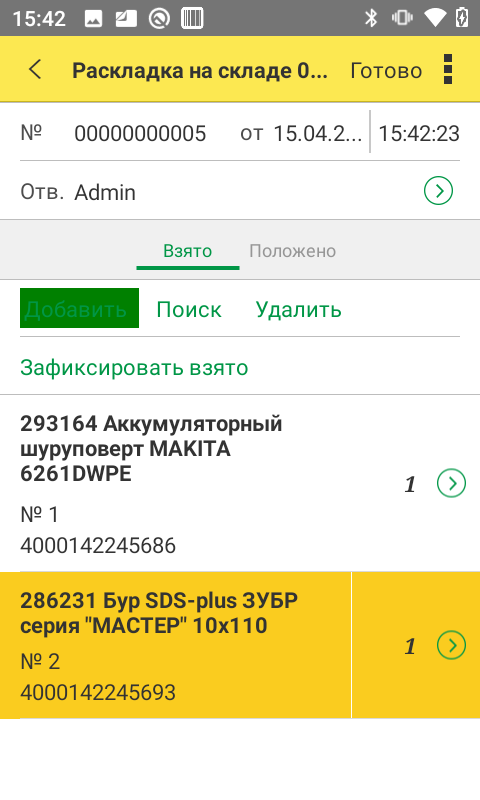 15:42
Раскладка на складе 0... Готово
№ 00000000005 от 15.04.2... 15:42:23
Отв. Admin
Взято Положено
Добавить Поиск Удалить
Зафиксировать взято
293164 Аккумуляторный
шуруповерт MAKITA
6261DWPE
1
№ 1
4000142245686
286231 Бур SDS-plus ЗУБР
серия "МАСТЕР" 10x110
1
№ 2
4000142245693